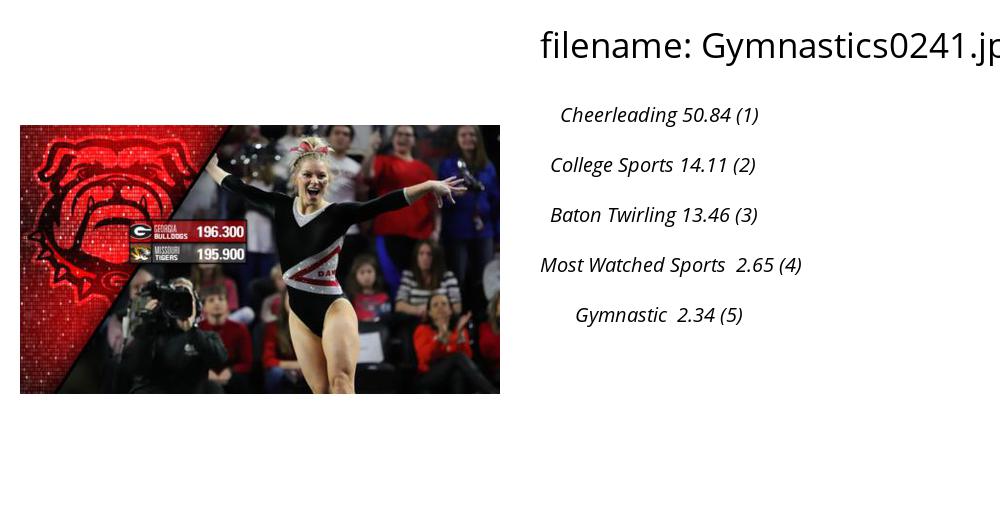 filename: Gymnastics0241.jp
Cheerleading 50.84 (1)
College Sports 14.11 (2)
Baton Twirling 13.46 (3)
Most Watched Sports 2.65 (4)
Gymnastic 2.34 (5)
G GEORGIA BULLDOGS 196.300
MISSOURI TIGERS 195.900
DAW